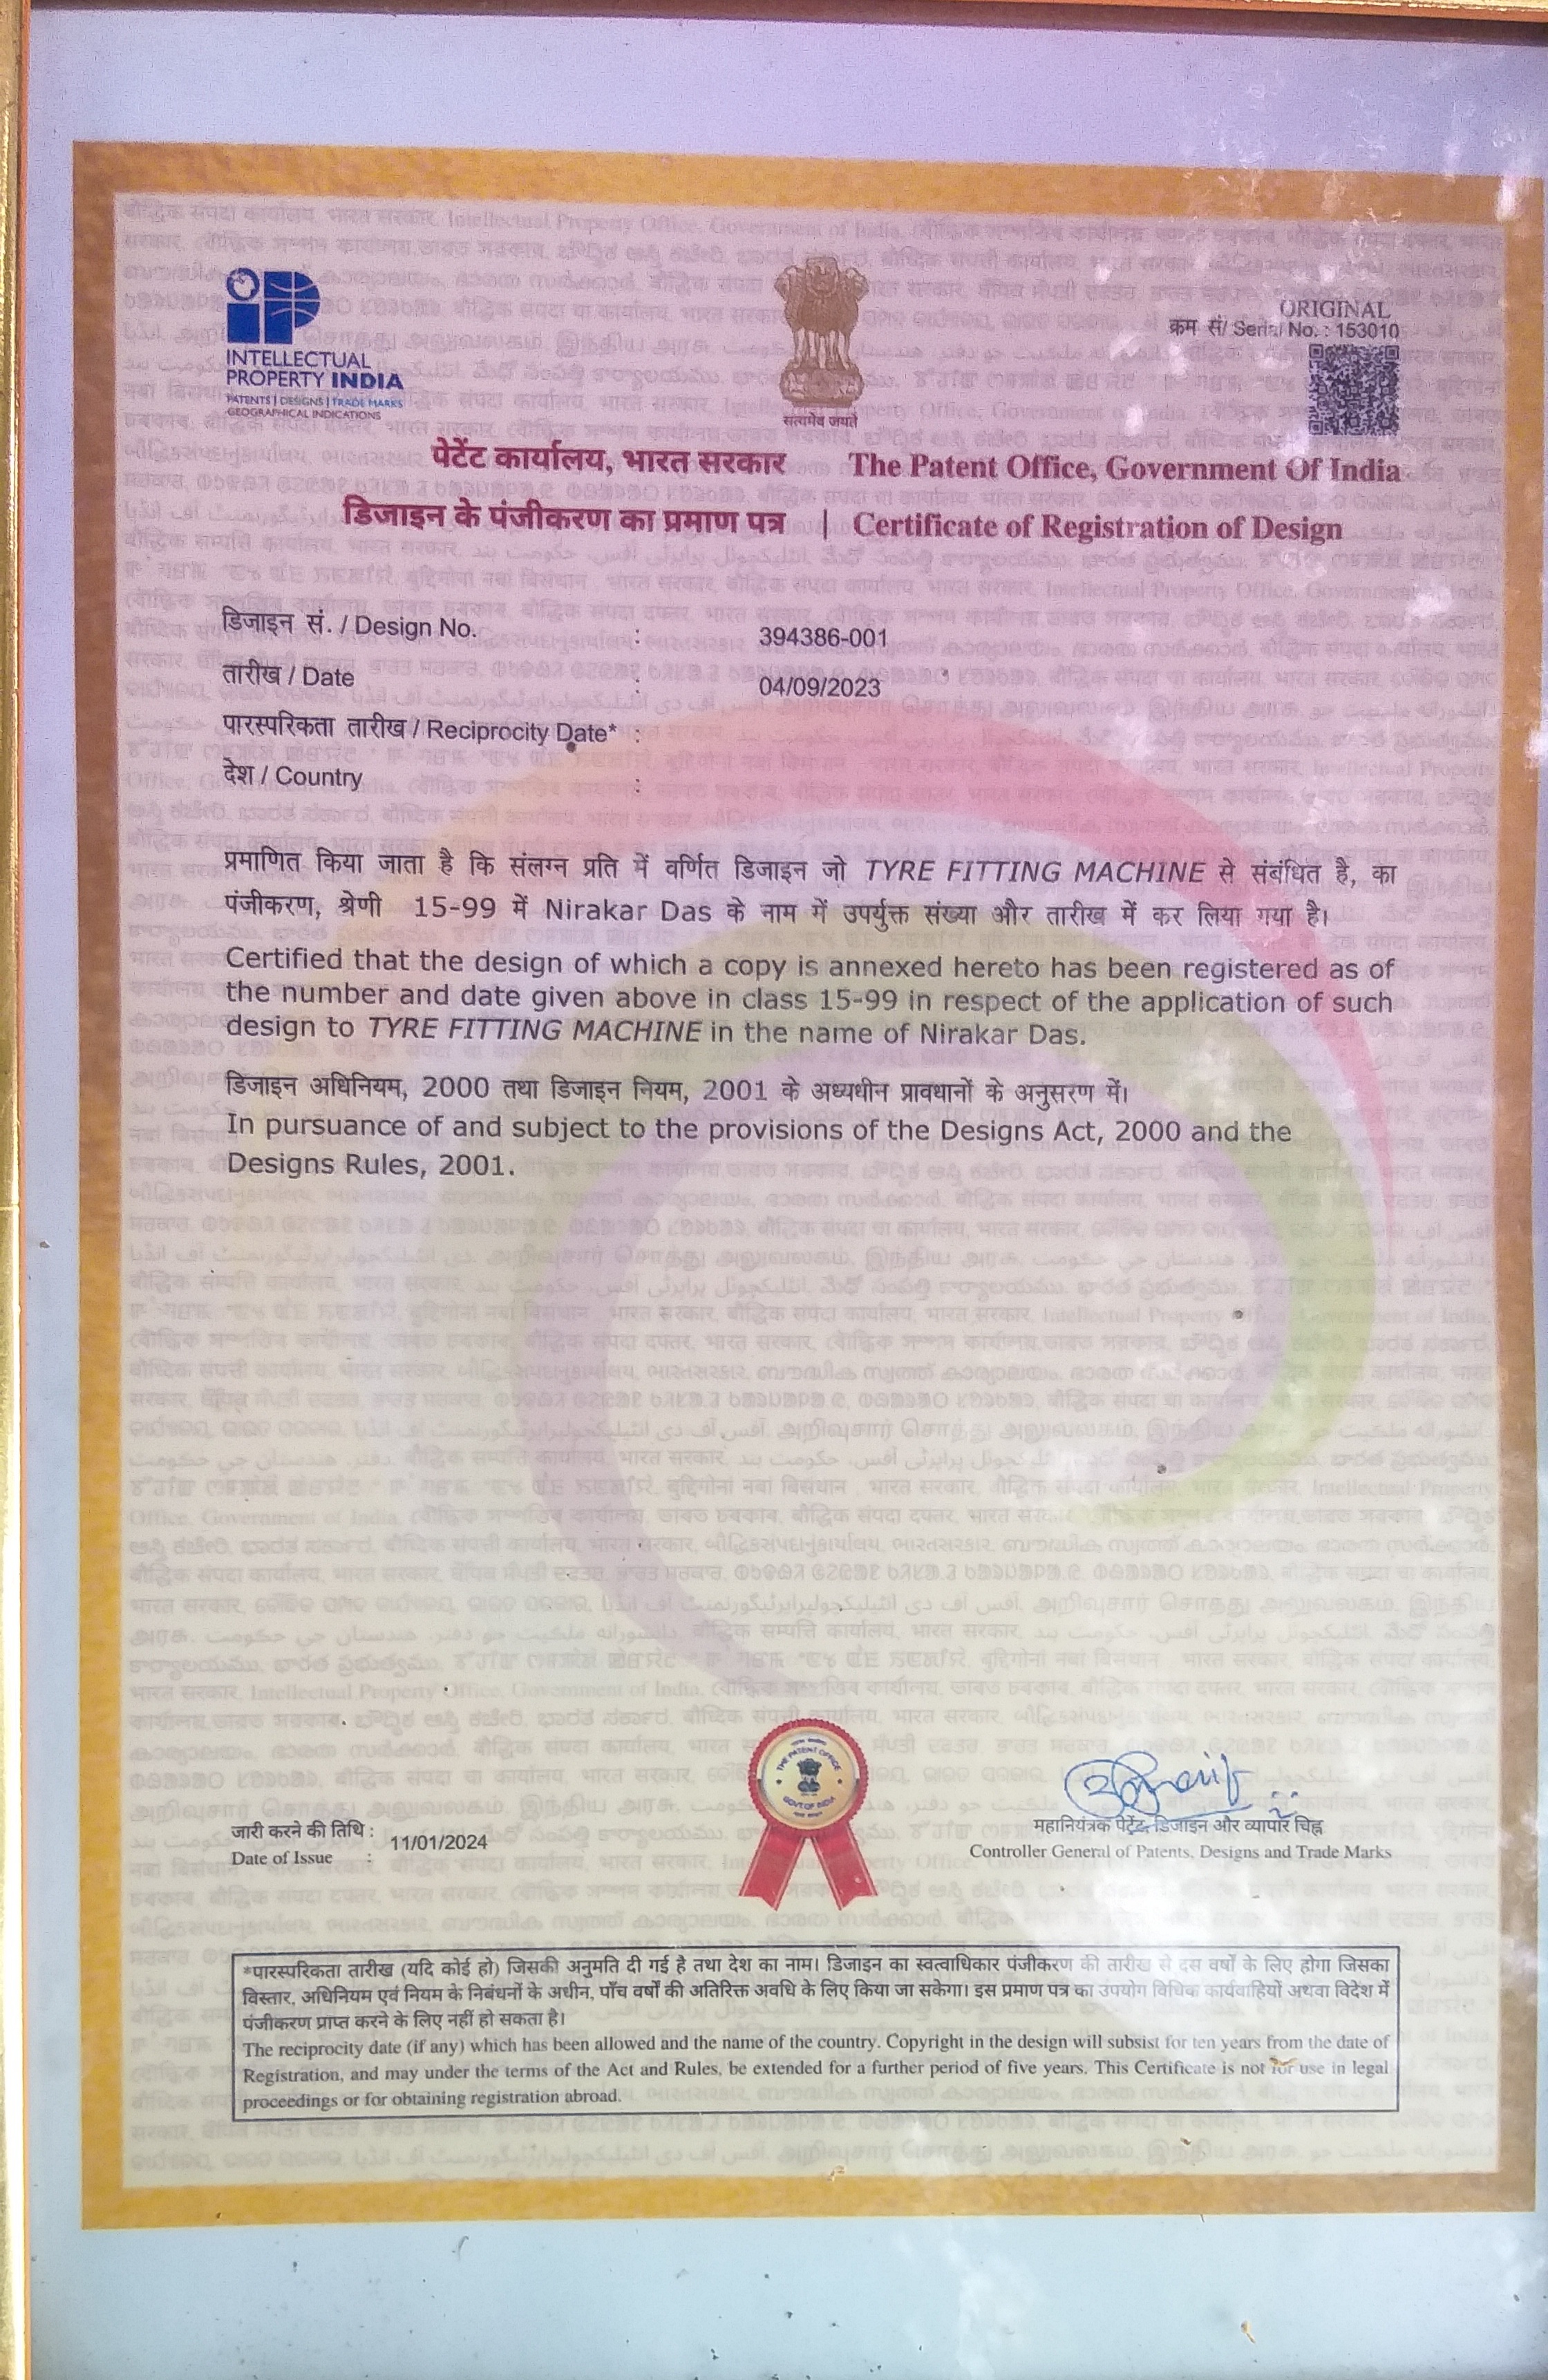 INTELLECTUAL
PROPERTY INDIA
PATENTS | DESIGNS | TRADE MARKS
GEOGRAPHICAL INDICATIONS
सत्यमेव जयते
ORIGINAL
क्रम सं/ Serial No. : 153010
पेटेंट कार्यालय, भारत सरकार The Patent Office, Government Of India
डिजाइन के पंजीकरण का प्रमाण पत्र | Certificate of Registration of Design
डिजाइन सं. / Design No. : 394386-001
तारीख / Date : 04/09/2023
पारस्परिकता तारीख / Reciprocity Date* :
देश / Country :
प्रमाणित किया जाता है कि संलग्न प्रति में वर्णित डिजाइन जो TYRE FITTING MACHINE से संबंधित है, का
पंजीकरण, श्रेणी 15-99 में Nirakar Das के नाम में उपर्युक्त संख्या और तारीख में कर लिया गया है।
Certified that the design of which a copy is annexed hereto has been registered as of
the number and date given above in class 15-99 in respect of the application of such
design to TYRE FITTING MACHINE in the name of Nirakar Das.
डिजाइन अधिनियम, 2000 तथा डिजाइन नियम, 2001 के अध्यधीन प्रावधानों के अनुसरण में।
In pursuance of and subject to the provisions of the Designs Act, 2000 and the
Designs Rules, 2001.
THE PATENT OFFICE
GOVT. OF INDIA
जारी करने की तिथि : 11/01/2024
Date of Issue :
महानियंत्रक पेटेंट, डिजाइन और व्यापार चिह्न
Controller General of Patents, Designs and Trade Marks
*पारस्परिकता तारीख (यदि कोई हो) जिसकी अनुमति दी गई है तथा देश का नाम। डिजाइन का स्वत्वाधिकार पंजीकरण की तारीख से दस वर्षों के लिए होगा जिसका
विस्तार, अधिनियम एवं नियम के निबंधनों के अधीन, पाँच वर्षों की अतिरिक्त अवधि के लिए किया जा सकेगा। इस प्रमाण पत्र का उपयोग विधिक कार्यवाहियों अथवा विदेश में
पंजीकरण प्राप्त करने के लिए नहीं हो सकता है।
The reciprocity date (if any) which has been allowed and the name of the country. Copyright in the design will subsist for ten years from the date of
Registration, and may under the terms of the Act and Rules, be extended for a further period of five years. This Certificate is not for use in legal
proceedings or for obtaining registration abroad.